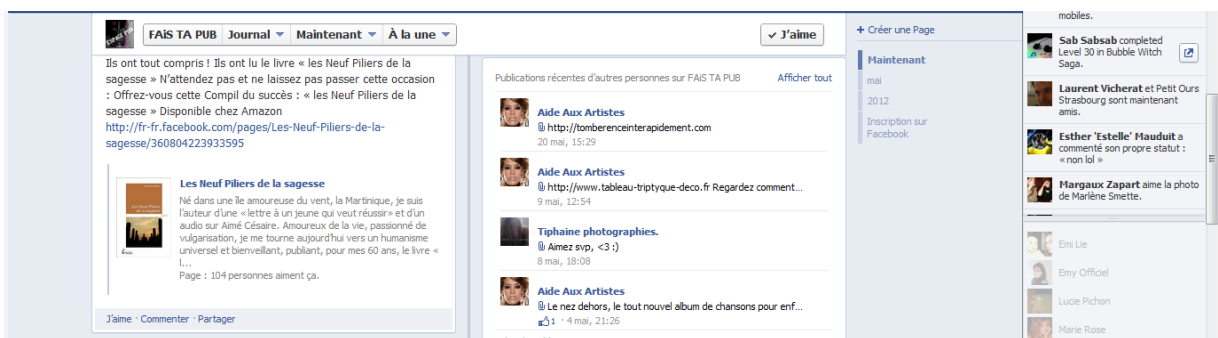 FAiS TA PUB Journal Maintenant À la une
J'aime
Ils ont tout compris ! Ils ont lu le livre « les Neuf Piliers de la
sagesse » N'attendez pas et ne laissez pas passer cette occasion
: Offrez-vous cette Compil du succès : « les Neuf Piliers de la
sagesse » Disponible chez Amazon
http://fr-fr.facebook.com/pages/Les-Neuf-Piliers-de-la-
sagesse/360804223933595
Les Neuf Piliers de la sagesse
Né dans une île amoureuse du vent, la Martinique, je suis
l'auteur d'une « lettre à un jeune qui veut réussir» et d'un
audio sur Aimé Césaire. Amoureux de la vie, passionné de
vulgarisation, je me tourne aujourd'hui vers un humanisme
universel et bienveillant, publiant, pour mes 60 ans, le livre «
l...
Page : 104 personnes aiment ça.
J'aime · Commenter · Partager
Publications récentes d'autres personnes sur FAiS TA PUB Afficher tout
Aide Aux Artistes
http://tomberenceinterapidement.com
20 mai, 15:29
Aide Aux Artistes
http://www.tableau-triptyque-deco.fr Regardez comment...
9 mai, 12:54
Tiphaine photographies.
Aimez svp, <3 :)
8 mai, 18:08
Aide Aux Artistes
Le nez dehors, le tout nouvel album de chansons pour enf...
1 · 4 mai, 21:26
+ Créer une Page
Maintenant
mai
2012
Inscription sur
Facebook
mobiles.
Sab Sabsab completed
Level 30 in Bubble Witch
Saga.
Laurent Vicherat et Petit Ours
Strasbourg sont maintenant
amis.
Esther 'Estelle' Mauduit a
commenté son propre statut :
« non lol »
Margaux Zapart aime la photo
de Marlène Smette.
Emi Lie
Emy Officiel
Lucie Pichon
Marie Rose